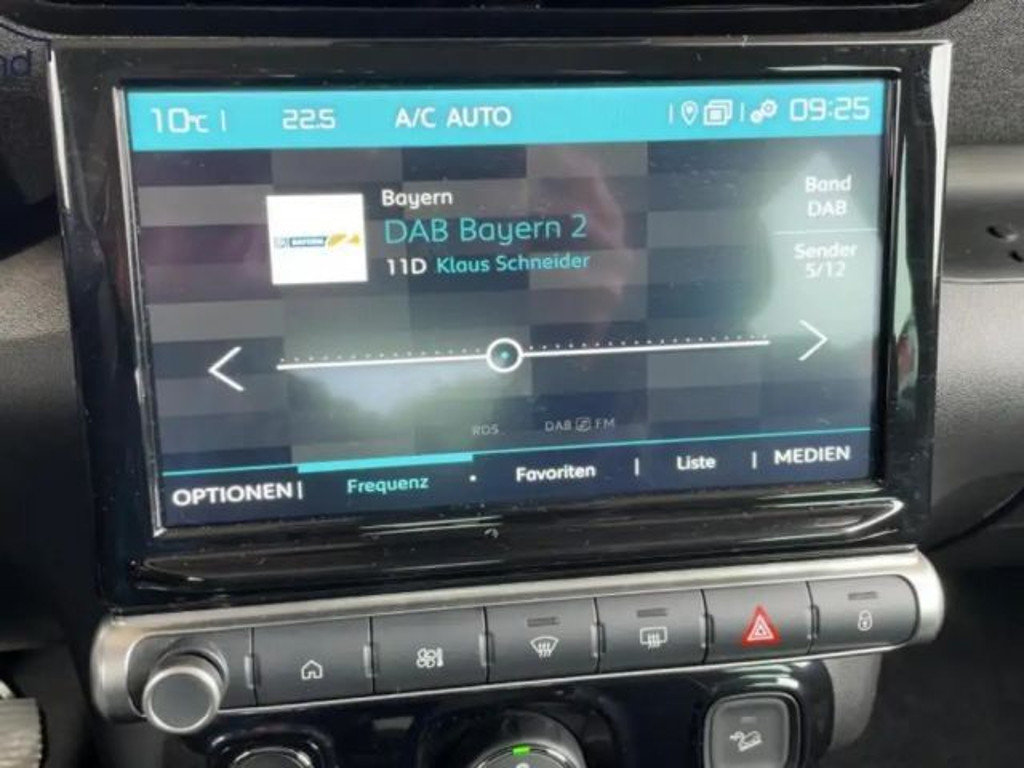 nd
10°C | 22.5 A/C AUTO 09:25
Bayern
DAB Bayern 2
11D Klaus Schneider
Band
DAB
Sender
5/12
RDS DAB FM
OPTIONEN | Frequenz Favoriten | Liste | MEDIEN